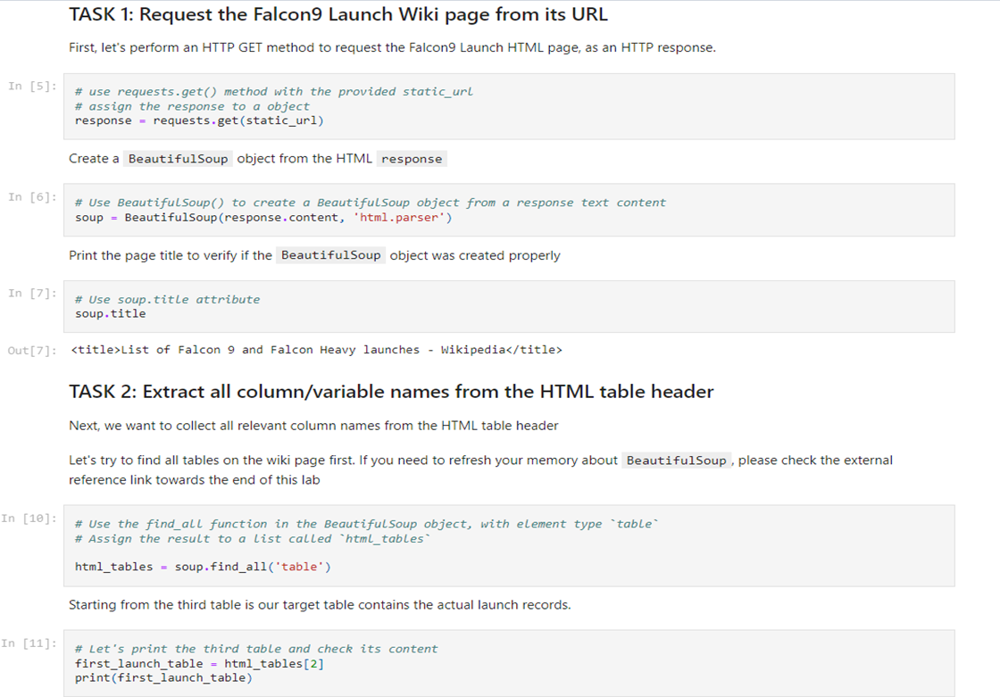 TASK 1: Request the Falcon9 Launch Wiki page from its URL
First, let's perform an HTTP GET method to request the Falcon9 Launch HTML page, as an HTTP response.
In [5]:
# use requests.get() method with the provided static_url
# assign the response to a object
response = requests.get(static_url)
Create a BeautifulSoup object from the HTML response
In [6]:
# Use BeautifulSoup() to create a BeautifulSoup object from a response text content
soup = BeautifulSoup(response.content, 'html.parser')
Print the page title to verify if the BeautifulSoup object was created properly
In [7]:
# Use soup.title attribute
soup.title
Out[7]:
<title>List of Falcon 9 and Falcon Heavy launches - Wikipedia</title>
TASK 2: Extract all column/variable names from the HTML table header
Next, we want to collect all relevant column names from the HTML table header
Let's try to find all tables on the wiki page first. If you need to refresh your memory about BeautifulSoup, please check the external
reference link towards the end of this lab
In [10]:
# Use the find_all function in the BeautifulSoup object, with element type `table`
# Assign the result to a list called `html_tables`
html_tables = soup.find_all('table')
Starting from the third table is our target table contains the actual launch records.
In [11]:
# Let's print the third table and check its content
first_launch_table = html_tables[2]
print(first_launch_table)